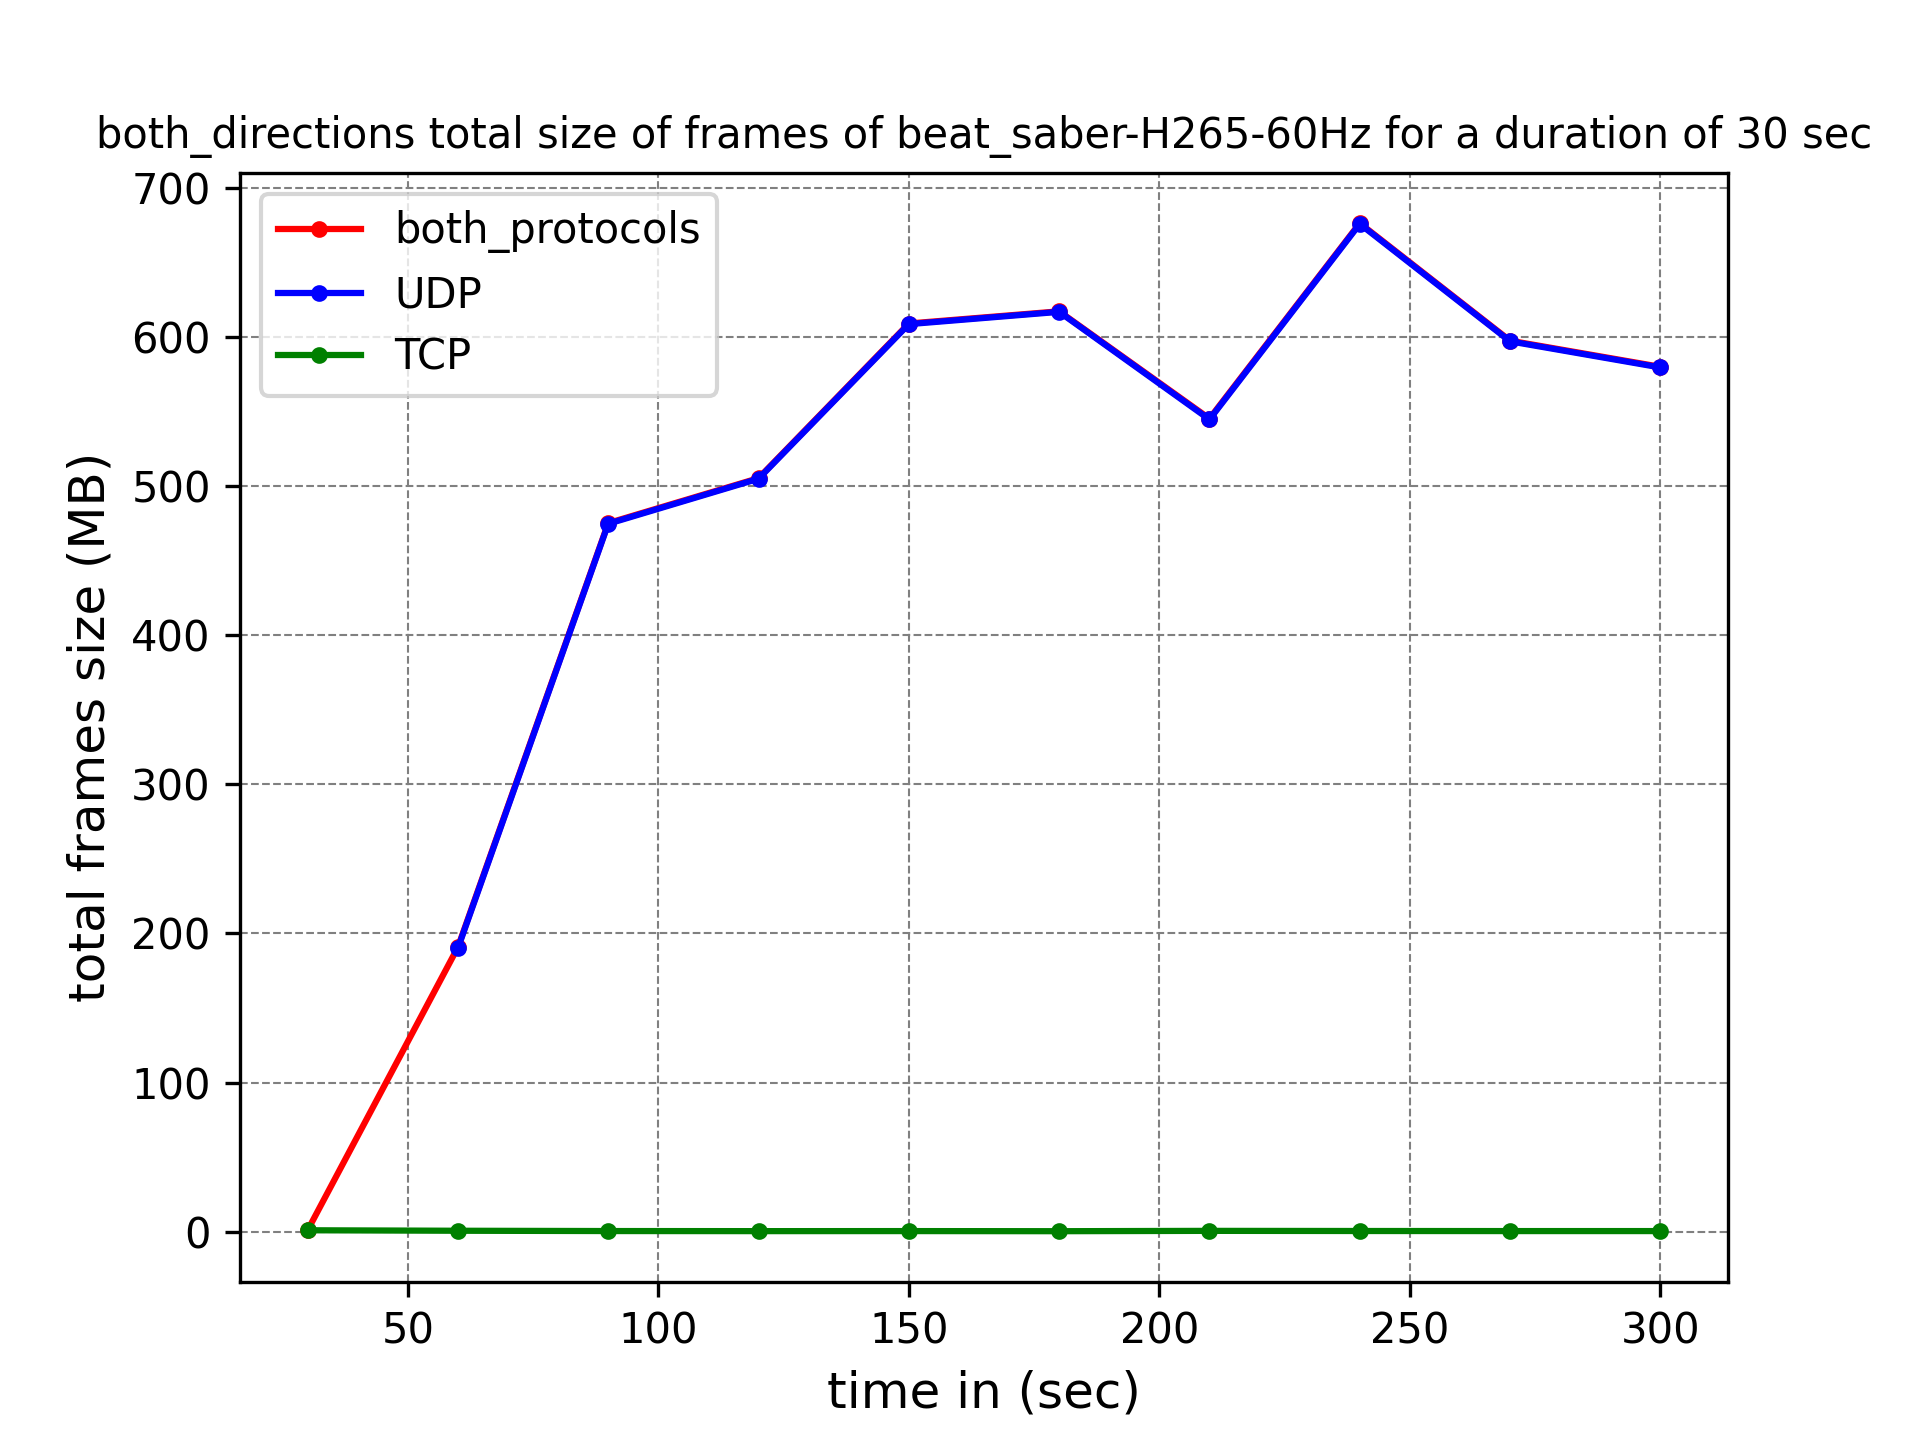 both_directions total size of frames of beat_saber-H265-60Hz for a duration of 30 sec
both_protocols
UDP
TCP
total frames size (MB)
700
600
500
400
300
200
100
0
50 100 150 200 250 300
time in (sec)